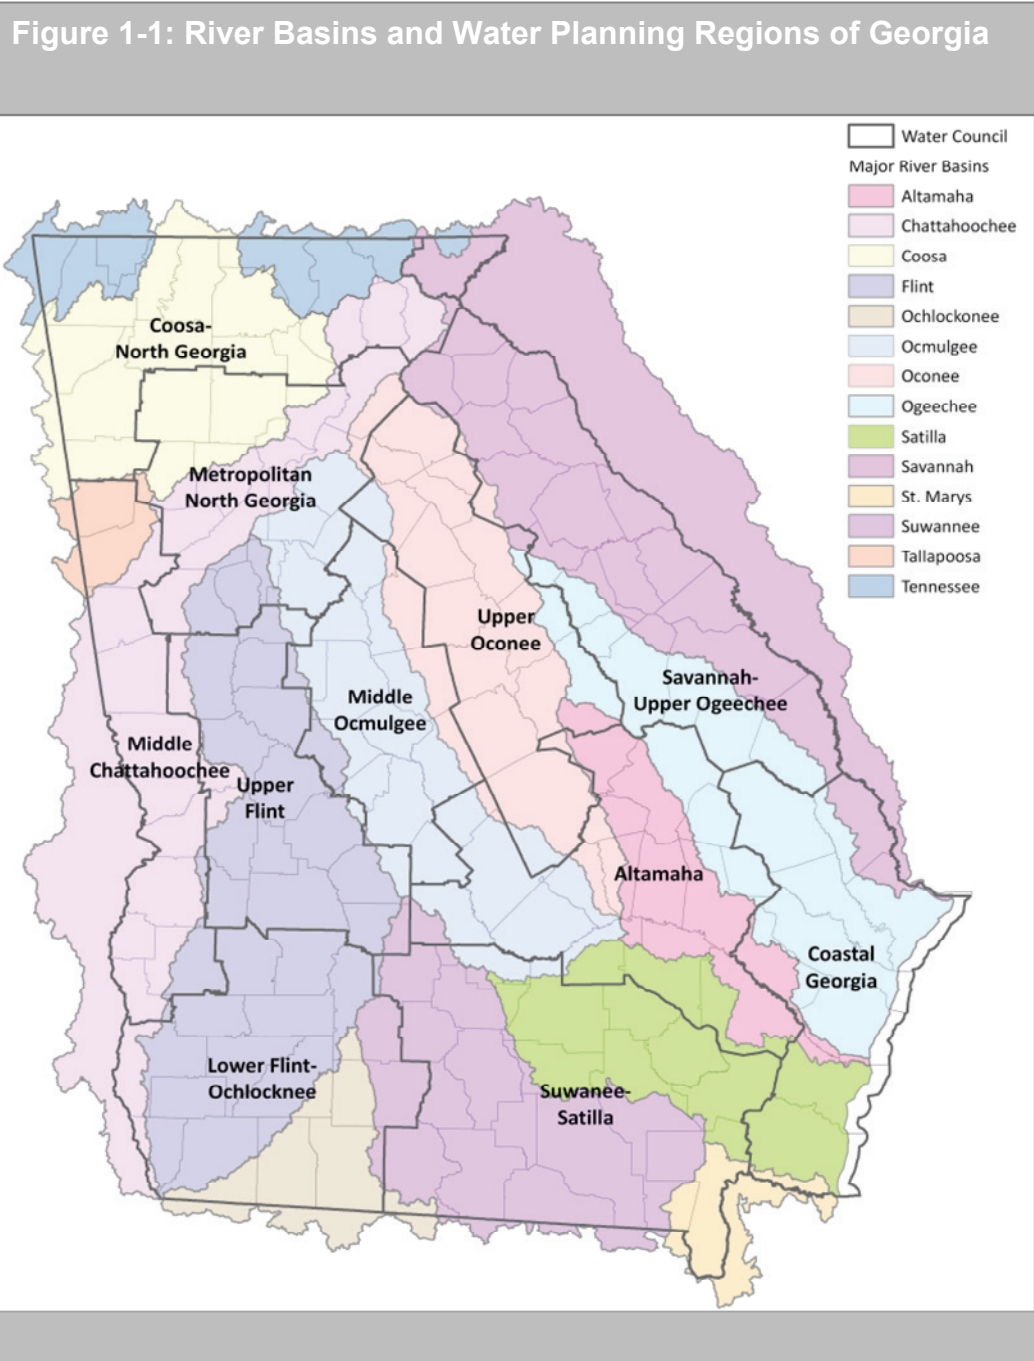 Figure 1-1: River Basins and Water Planning Regions of Georgia
Water Council
Major River Basins
Altamaha
Chattahoochee
Coosa
Flint
Ochlockonee
Ocmulgee
Oconee
Ogeechee
Satilla
Savannah
St. Marys
Suwannee
Tallapoosa
Tennessee
Coosa-
North Georgia
Metropolitan
North Georgia
Upper
Oconee
Savannah-
Upper Ogeechee
Middle
Ocmulgee
Middle
Chattahoochee
Upper
Flint
Altamaha
Coastal
Georgia
Lower Flint-
Ochlocknee
Suwanee-
Satilla